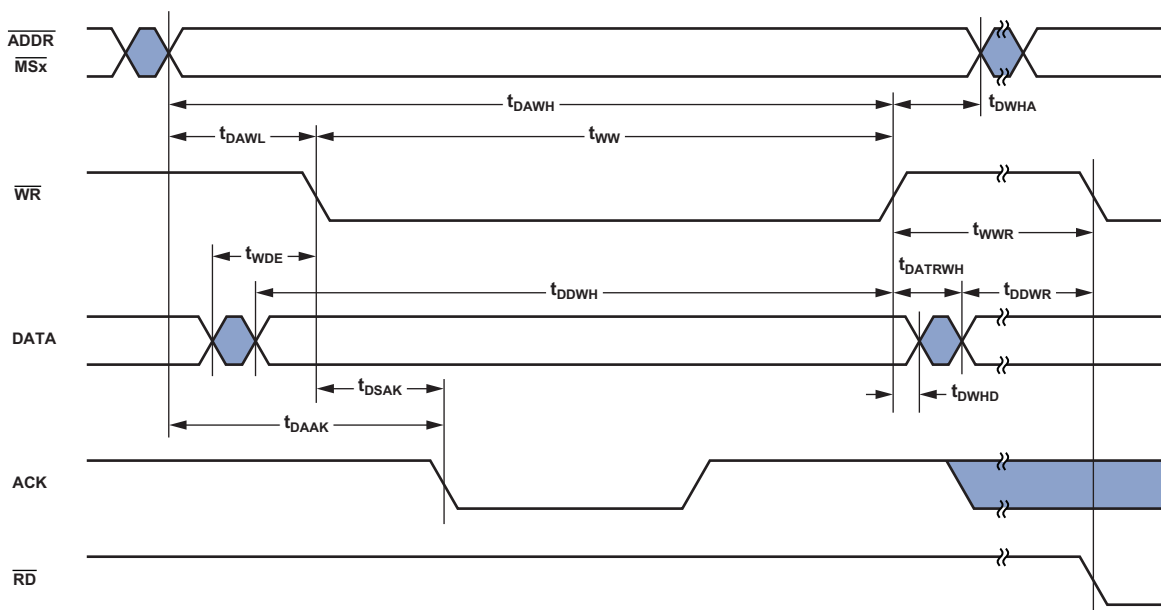 ADDR
MSx
tDAWH
tDWHA
tDAWL
tWW
WR
tWWR
tWDE
tDATRWH
tDDWH
tDDWR
DATA
tDSAK
tDWHD
tDAAK
ACK
RD